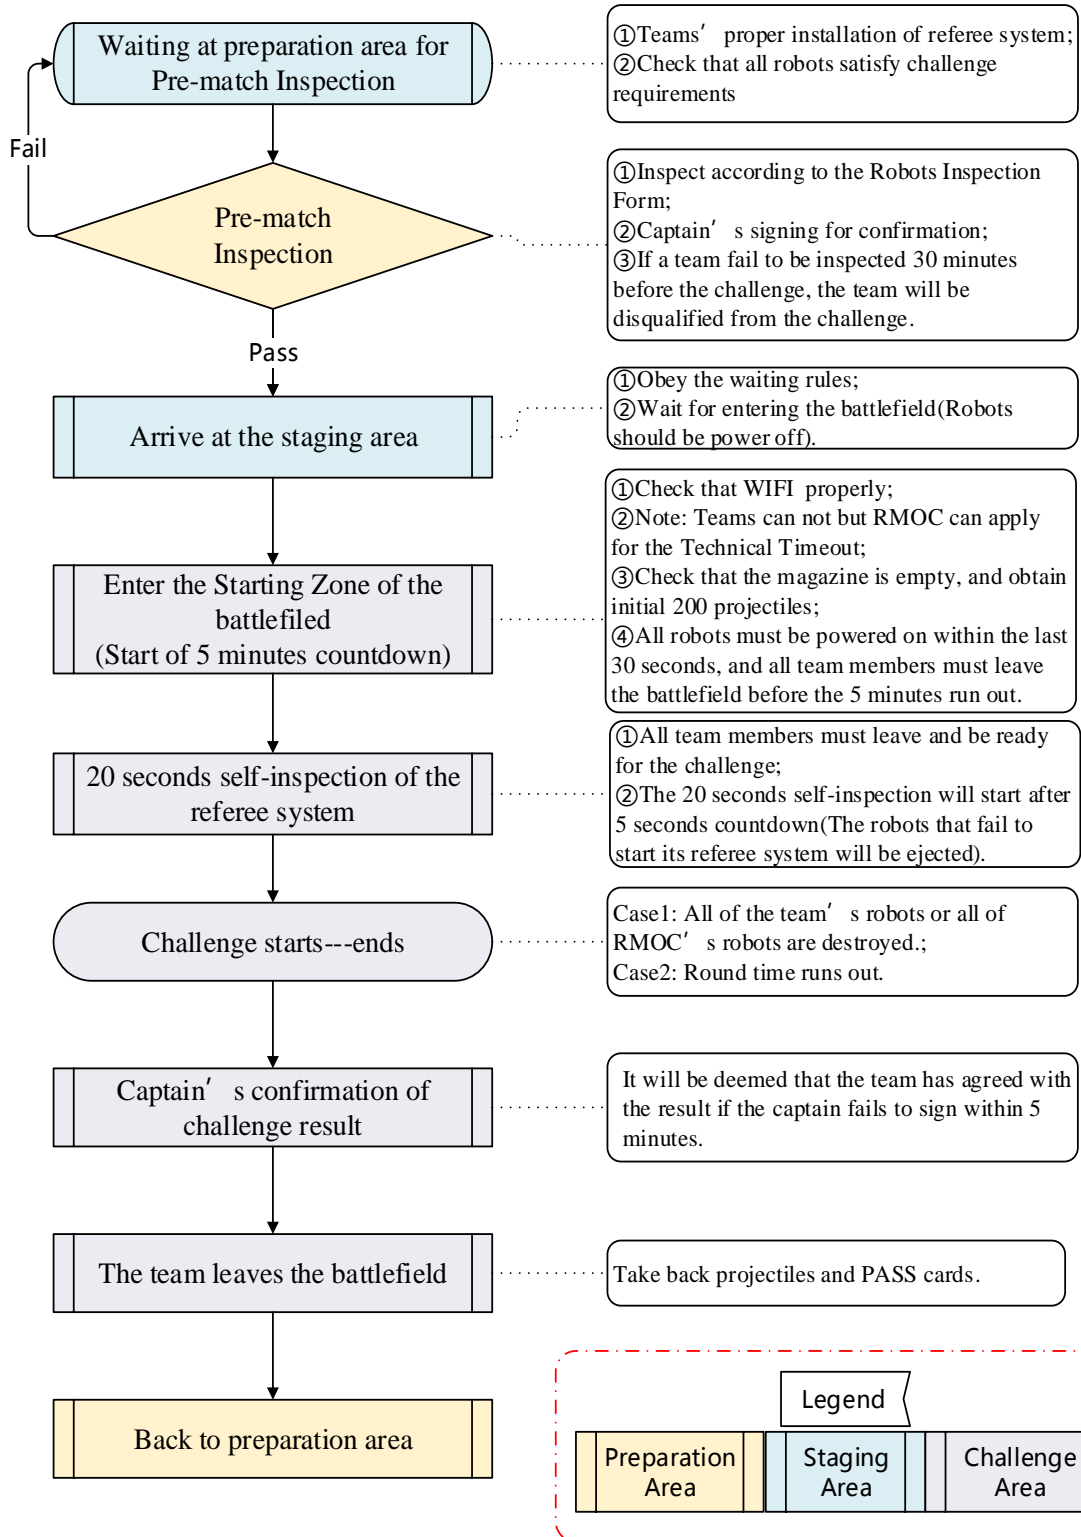 Waiting at preparation area for
Pre-match Inspection
①Teams' proper installation of referee system;
②Check that all robots satisfy challenge
requirements
Fail
Pre-match
Inspection
①Inspect according to the Robots Inspection
Form;
②Captain' s signing for confirmation;
③If a team fail to be inspected 30 minutes
before the challenge, the team will be
disqualified from the challenge.
Pass
Arrive at the staging area
①Obey the waiting rules;
②Wait for entering the battlefield(Robots
should be power off).
Enter the Starting Zone of the
battlefiled
(Start of 5 minutes countdown)
①Check that WIFI properly;
②Note: Teams can not but RMOC can apply
for the Technical Timeout;
③Check that the magazine is empty, and obtain
initial 200 projectiles;
④All robots must be powered on within the last
30 seconds, and all team members must leave
the battlefield before the 5 minutes run out.
20 seconds self-inspection of the
referee system
①All team members must leave and be ready
for the challenge;
②The 20 seconds self-inspection will start after
5 seconds countdown(The robots that fail to
start its referee system will be ejected).
Challenge starts---ends
Case1: All of the team' s robots or all of
RMOC' s robots are destroyed.;
Case2: Round time runs out.
Captain' s confirmation of
challenge result
It will be deemed that the team has agreed with
the result if the captain fails to sign within 5
minutes.
The team leaves the battlefield
Take back projectiles and PASS cards.
Back to preparation area
Legend
Preparation
Area
Staging
Area
Challenge
Area